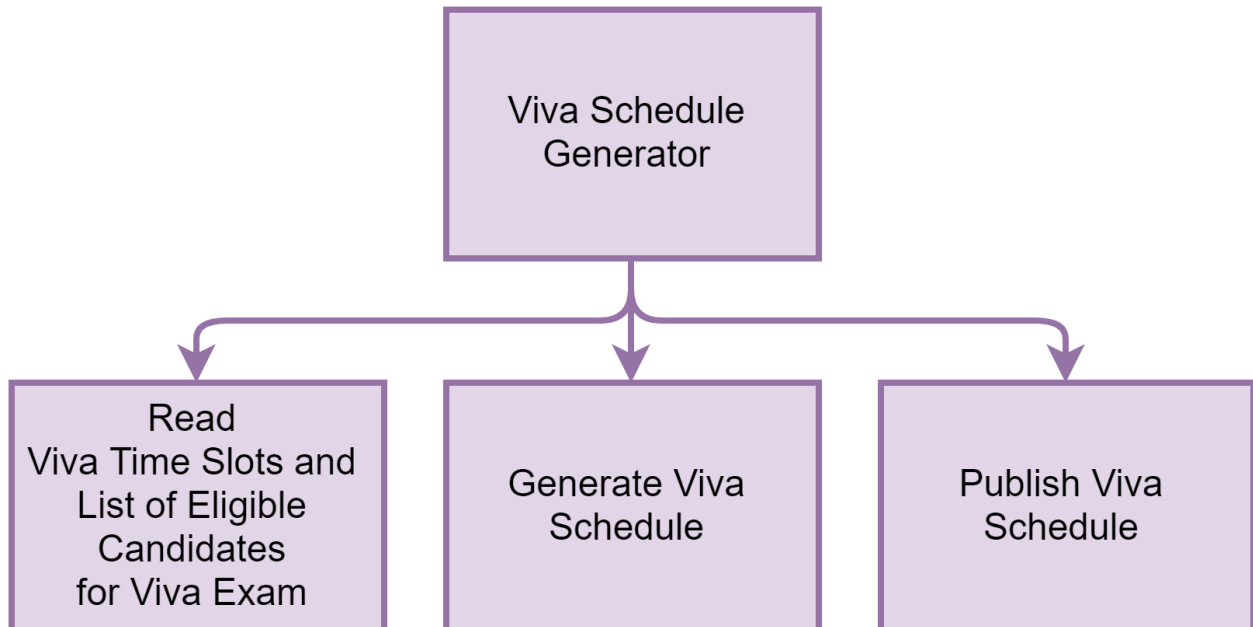 Viva Schedule
Generator
Read
Viva Time Slots and
List of Eligible
Candidates
for Viva Exam
Generate Viva
Schedule
Publish Viva
Schedule